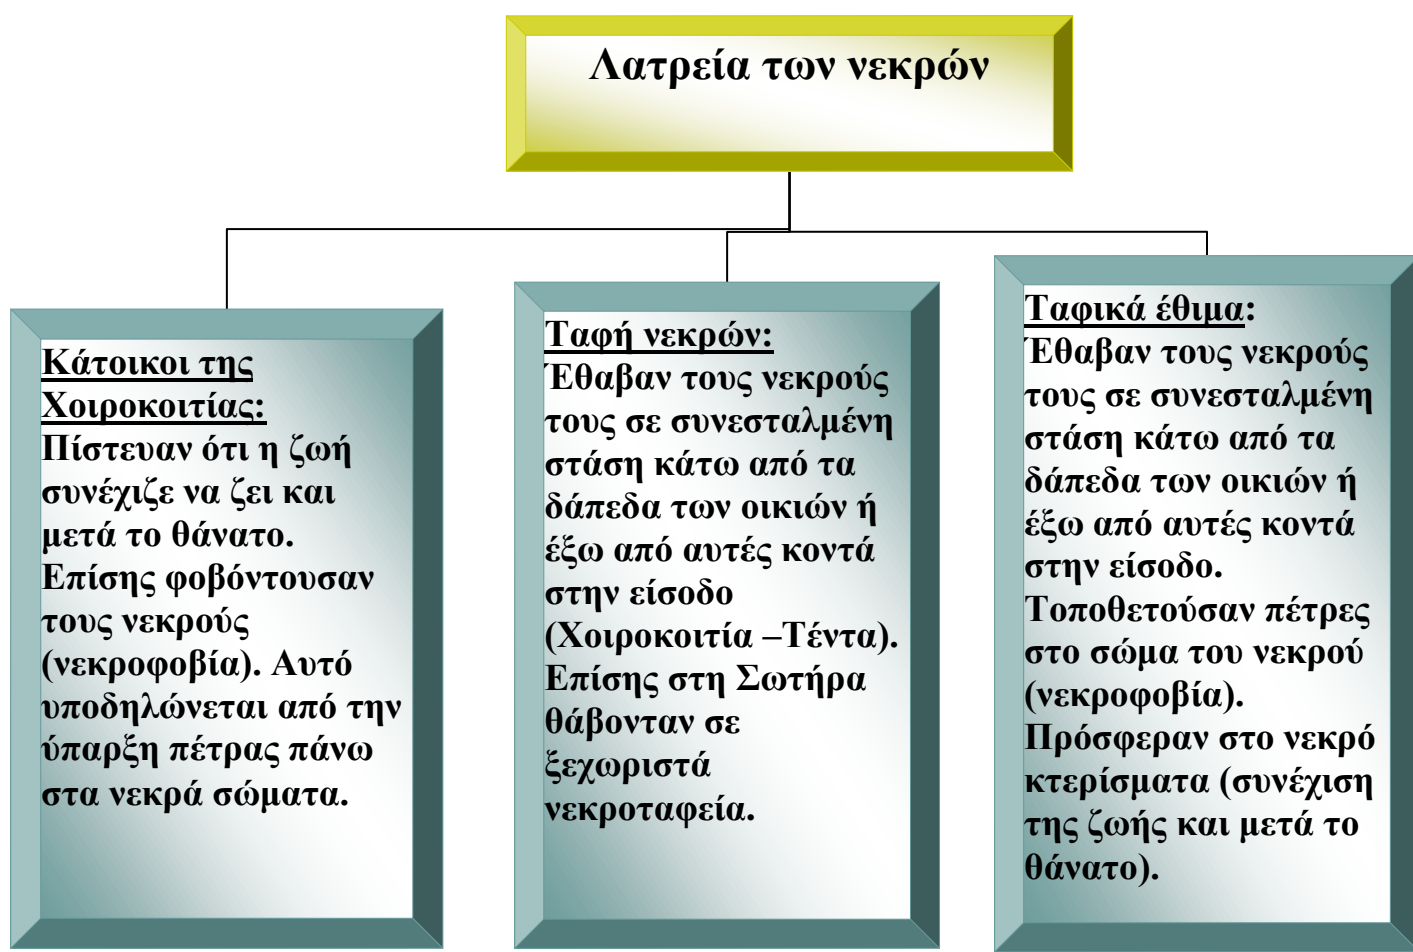 Λατρεία των νεκρών
Κάτοικοι της
Χοιροκοιτίας:
Πίστευαν ότι η ζωή
συνέχιζε να ζει και
μετά το θάνατο.
Επίσης φοβόντουσαν
τους νεκρούς
(νεκροφοβία). Αυτό
υποδηλώνεται από την
ύπαρξη πέτρας πάνω
στα νεκρά σώματα.
Ταφή νεκρών:
Έθαβαν τους νεκρούς
τους σε συνεσταλμένη
στάση κάτω από τα
δάπεδα των οικιών ή
έξω από αυτές κοντά
στην είσοδο
(Χοιροκοιτία –Τέντα).
Επίσης στη Σωτήρα
θάβονταν σε
ξεχωριστά
νεκροταφεία.
Ταφικά έθιμα:
Έθαβαν τους νεκρούς
τους σε συνεσταλμένη
στάση κάτω από τα
δάπεδα των οικιών ή
έξω από αυτές κοντά
στην είσοδο.
Τοποθετούσαν πέτρες
στο σώμα του νεκρού
(νεκροφοβία).
Πρόσφεραν στο νεκρό
κτερίσματα (συνέχιση
της ζωής και μετά το
θάνατο).